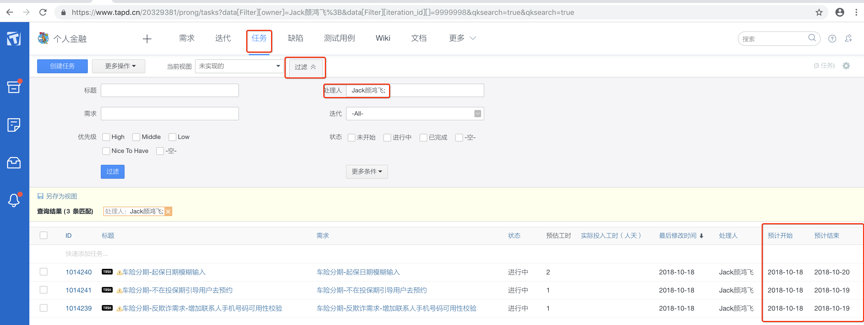 https://www.tapd.cn/20329381/prong/tasks?data[Filter][owner]=Jack顾鸿飞%3B&data[Filter][iteration_id][]=9999998&qksearch=true&qksearch=true
个人金融 需求 迭代 任务 缺陷 测试用例 Wiki 文档 更多 搜索
创建任务 更多操作 当前视图 未实现的 过滤 (3 任务)
标题 处理人 Jack顾鸿飞;
需求 迭代 -All-
优先级 High Middle Low 状态 未开始 进行中 已完成 -空-
Nice To Have -空-
过滤 更多条件
另存为视图
查询结果 (3 条匹配) 处理人: Jack顾鸿飞;
ID 标题 需求 状态 预估工时 实际投入工时(人天) 最后修改时间 处理人 预计开始 预计结束
快速添加任务...
1014240 TASK 车险分期-起保日期模糊输入 车险分期-起保日期模糊输入 进行中 2 2018-10-18 Jack顾鸿飞 2018-10-18 2018-10-20
1014241 TASK 车险分期-不在投保期引导用户去预约 车险分期-不在投保期引导用户去预约 进行中 1 2018-10-18 Jack顾鸿飞 2018-10-18 2018-10-19
1014239 TASK 车险分期-反欺诈需求-增加联系人手机号码可用性校验 车险分期-反欺诈需求-增加联系人手机号码可用性校验 进行中 1 2018-10-18 Jack顾鸿飞 2018-10-18 2018-10-19